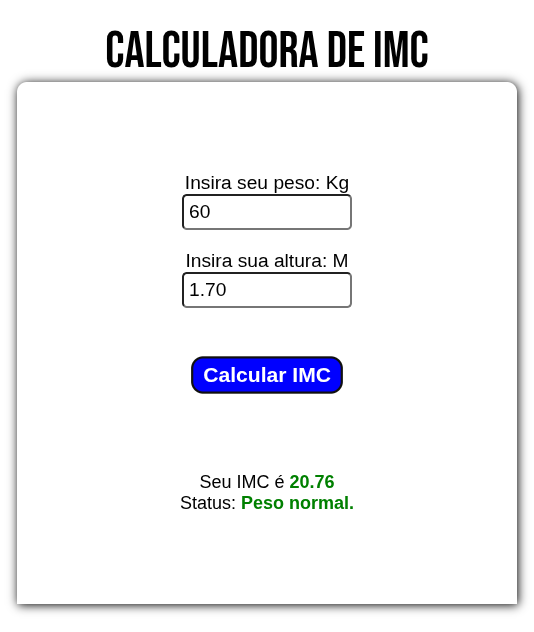 CALCULADORA DE IMC
Insira seu peso: Kg
60
Insira sua altura: M
1.70
Calcular IMC
Seu IMC é 20.76
Status: Peso normal.